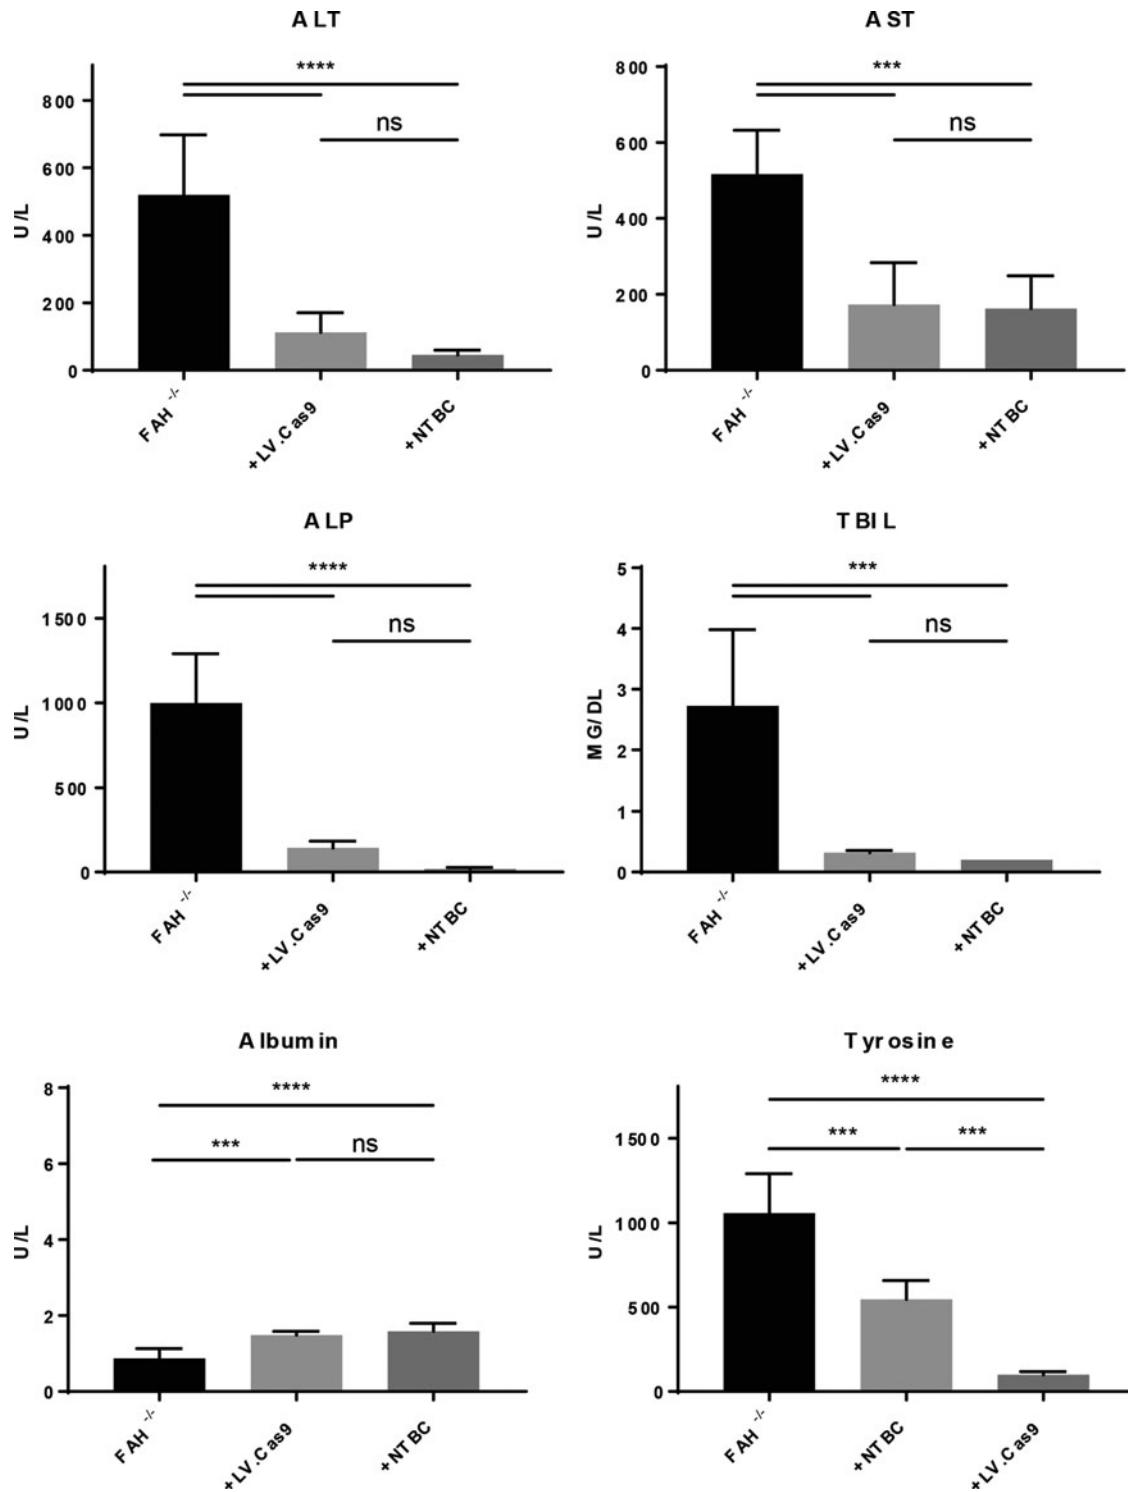 ALT
****
ns
800
600
400
200
0
U/L
FAH -/-
+LV.Cas9
+NTBC
AST
***
ns
800
600
400
200
0
U/L
FAH -/-
+LV.Cas9
+NTBC
ALP
****
ns
1500
1000
500
0
U/L
FAH -/-
+LV.Cas9
+NTBC
TBIL
***
ns
5
4
3
2
1
0
MG/DL
FAH -/-
+LV.Cas9
+NTBC
Albumin
****
*** ns
8
6
4
2
0
U/L
FAH -/-
+LV.Cas9
+NTBC
Tyrosine
****
*** ***
1500
1000
500
0
U/L
FAH -/-
+NTBC
+LV.Cas9